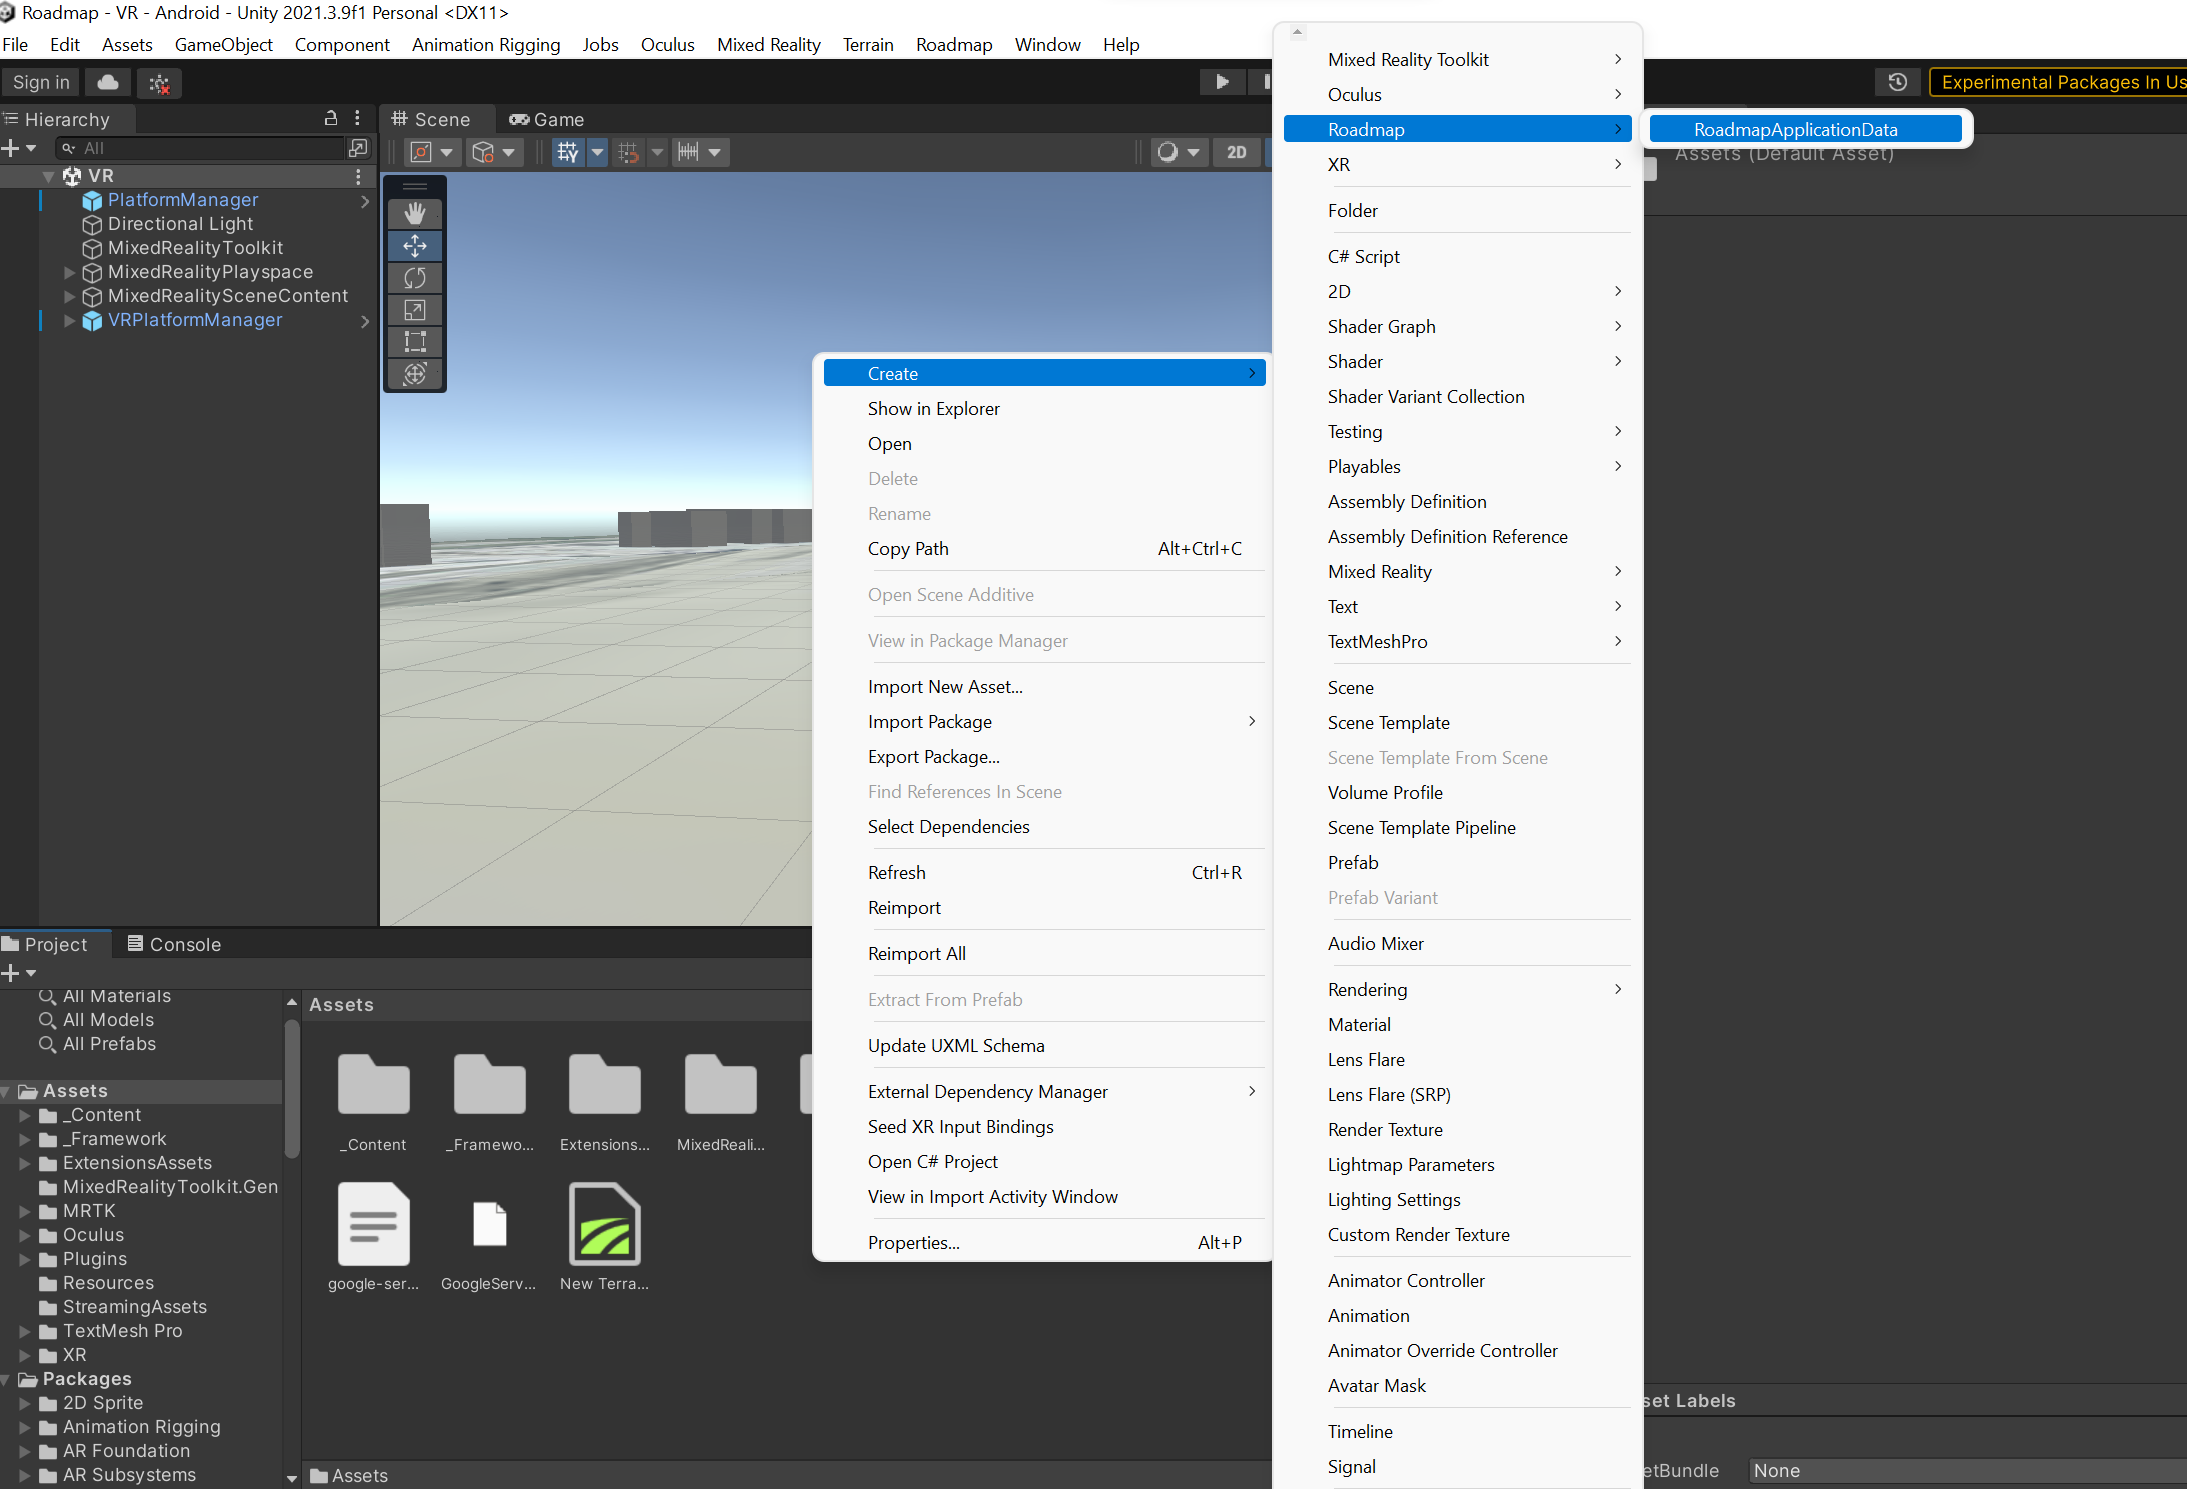 Roadmap - VR - Android - Unity 2021.3.9f1 Personal <DX11>
File Edit Assets GameObject Component Animation Rigging Jobs Oculus Mixed Reality Terrain Roadmap Window Help
Sign in
Experimental Packages In Us
Hierarchy
All
VR
PlatformManager
Directional Light
MixedRealityToolkit
MixedRealityPlayspace
MixedRealitySceneContent
VRPlatformManager
Scene Game
2D
Create
Show in Explorer
Open
Delete
Rename
Copy Path Alt+Ctrl+C
Open Scene Additive
View in Package Manager
Import New Asset...
Import Package
Export Package...
Find References In Scene
Select Dependencies
Refresh Ctrl+R
Reimport
Reimport All
Extract From Prefab
Update UXML Schema
External Dependency Manager
Seed XR Input Bindings
Open C# Project
View in Import Activity Window
Properties... Alt+P
Mixed Reality Toolkit
Oculus
Roadmap
XR
Folder
C# Script
2D
Shader Graph
Shader
Shader Variant Collection
Testing
Playables
Assembly Definition
Assembly Definition Reference
Mixed Reality
Text
TextMeshPro
Scene
Scene Template
Scene Template From Scene
Volume Profile
Scene Template Pipeline
Prefab
Prefab Variant
Audio Mixer
Rendering
Material
Lens Flare
Lens Flare (SRP)
Render Texture
Lightmap Parameters
Lighting Settings
Custom Render Texture
Animator Controller
Animation
Animator Override Controller
Avatar Mask
Timeline
Signal
RoadmapApplicationData
Assets (Default Asset)
set Labels
etBundle None
Project Console
All Materials
All Models
All Prefabs
Assets
_Content
_Framework
ExtensionsAssets
MixedRealityToolkit.Gen
MRTK
Oculus
Plugins
Resources
StreamingAssets
TextMesh Pro
XR
Packages
2D Sprite
Animation Rigging
AR Foundation
AR Subsystems
Assets
_Content _Framewo... Extensions... MixedReali...
google-ser... GoogleServ... New Terra...
Assets